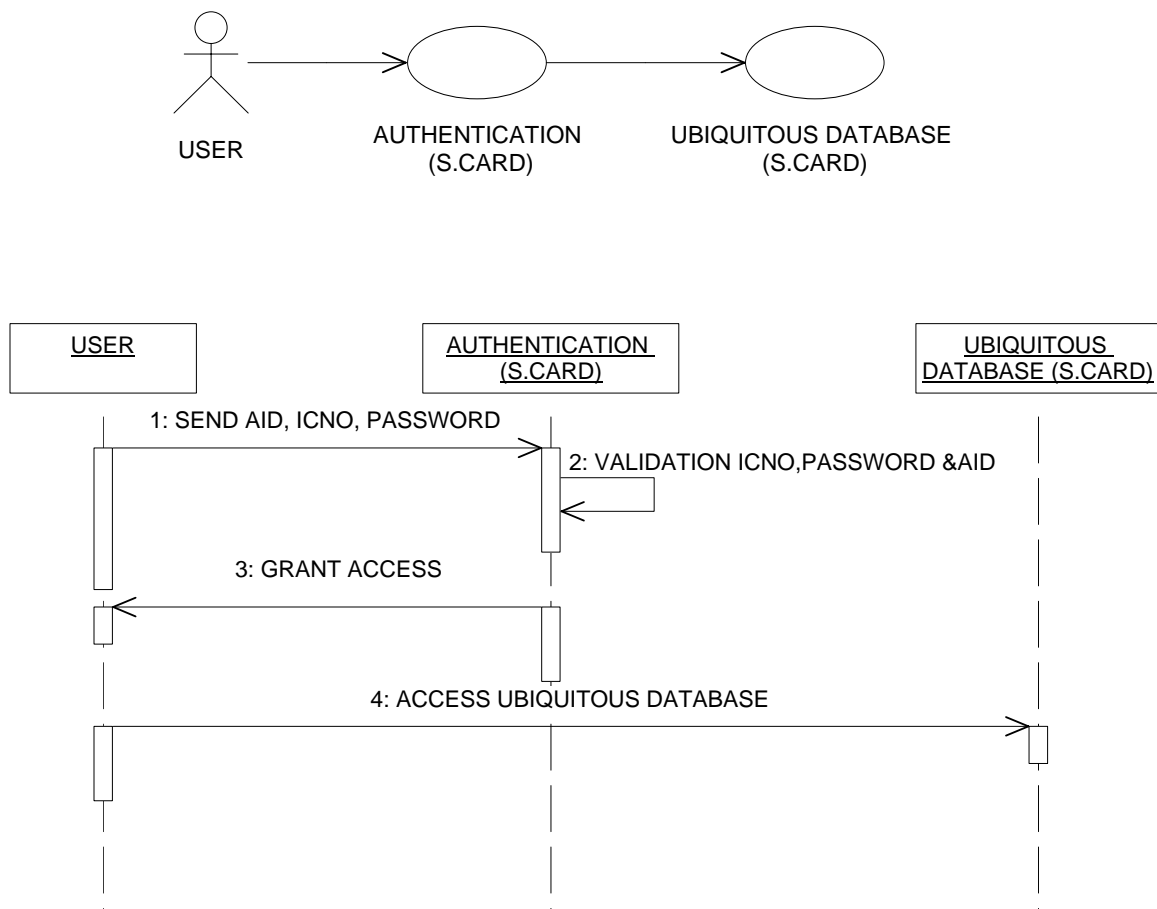 USER
AUTHENTICATION
(S.CARD)
UBIQUITOUS DATABASE
(S.CARD)
USER
AUTHENTICATION
(S.CARD)
UBIQUITOUS
DATABASE (S.CARD)
1: SEND AID, ICNO, PASSWORD
2: VALIDATION ICNO,PASSWORD &AID
3: GRANT ACCESS
4: ACCESS UBIQUITOUS DATABASE